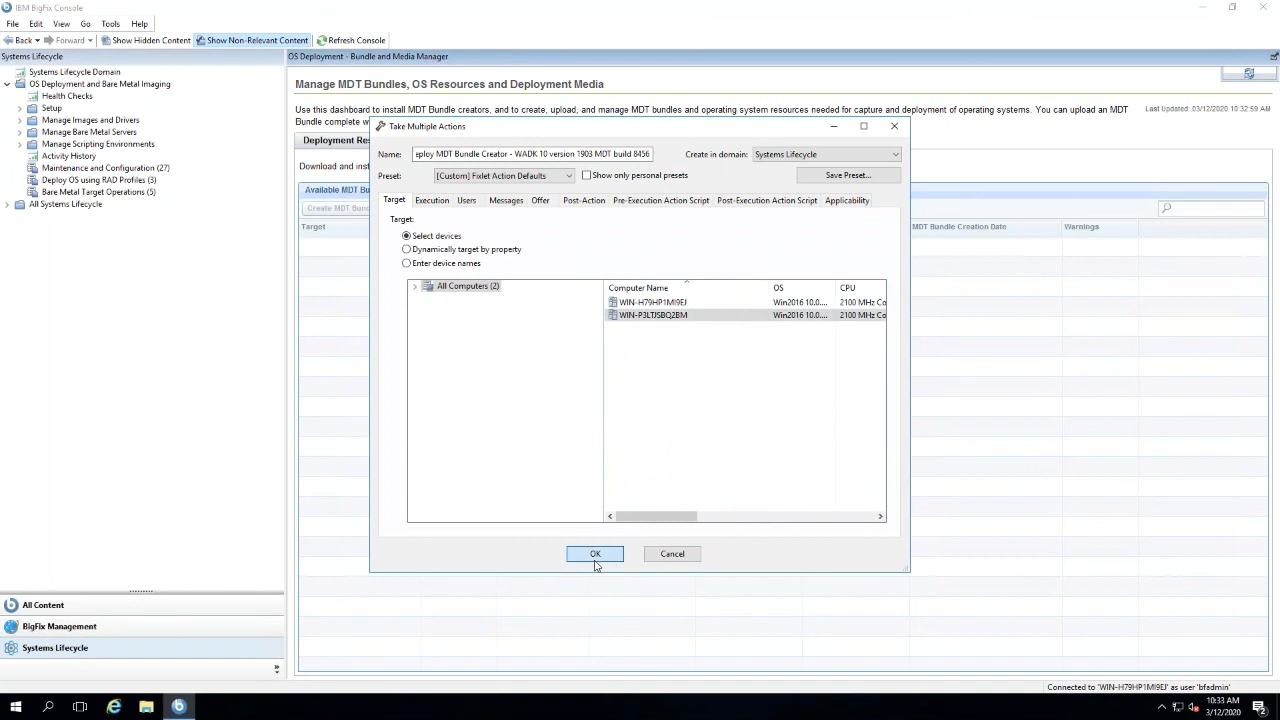 IBM BigFix Console
File Edit View Go Tools Help
Back Forward Show Hidden Content Show Non-Relevant Content Refresh Console
Systems Lifecycle
OS Deployment - Bundle and Media Manager
Systems Lifecycle Domain
OS Deployment and Bare Metal Imaging
Health Checks
Setup
Manage Images and Drivers
Manage Bare Metal Servers
Manage Scripting Environments
Activity History
Maintenance and Configuration (27)
Deploy OS using RAD Profiles (3)
Bare Metal Target Operations (5)
All Systems Lifecycle
Manage MDT Bundles, OS Resources and Deployment Media
Use this dashboard to install MDT Bundle creators, and to create, upload, and manage MDT bundles and operating system resources needed for capture and deployment of operating systems. You can upload an MDT
Bundle complete w
Last Updated: 03/12/2020 10:32:59 AM
Deployment Res
Download and inst
Available MDT Bu
Create MDT Bun
Target
MDT Bundle Creation Date
Warnings
Take Multiple Actions
Name: eploy MDT Bundle Creator - WADK 10 version 1903 MDT build 8456 Create in domain: Systems Lifecycle
Preset: [Custom] Fixlet Action Defaults Show only personal presets Save Preset...
Target Execution Users Messages Offer Post-Action Pre-Execution Action Script Post-Execution Action Script Applicability
Target:
Select devices
Dynamically target by property
Enter device names
All Computers (2)
Computer Name OS CPU
WIN-H79HP1MI9EJ Win2016 10.0.... 2100 MHz Co
WIN-P3LTJSBQ2BM Win2016 10.0.... 2100 MHz Co
OK Cancel
All Content
BigFix Management
Systems Lifecycle
Connected to 'WIN-H79HP1MI9EJ' as user 'bfadmin'
10:33 AM
3/12/2020
2